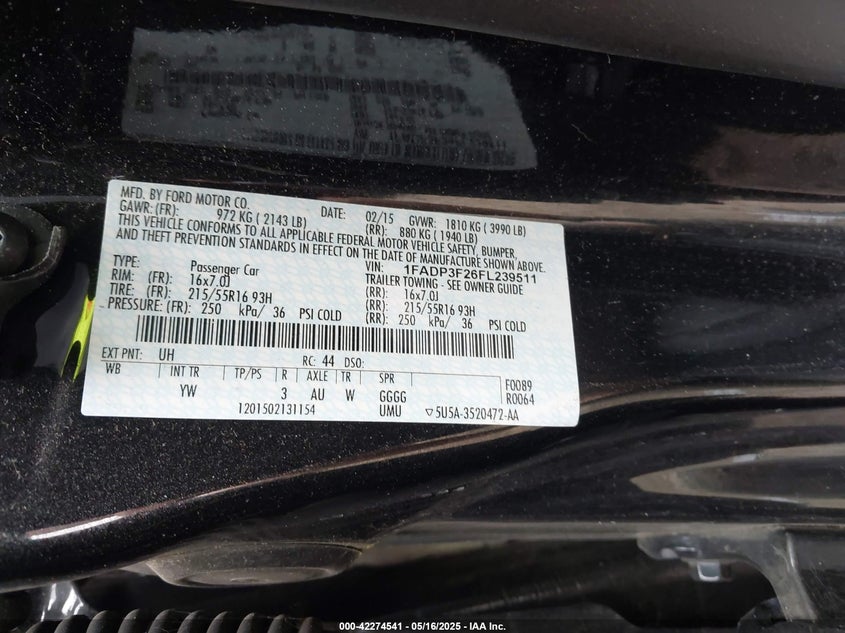 MFD. BY FORD MOTOR CO.
DATE: 02/15 GVWR: 1810 KG ( 3990 LB)
GAWR: (FR): 972 KG ( 2143 LB) (RR): 880 KG ( 1940 LB)
THIS VEHICLE CONFORMS TO ALL APPLICABLE FEDERAL MOTOR VEHICLE SAFETY, BUMPER,
AND THEFT PREVENTION STANDARDS IN EFFECT ON THE DATE OF MANUFACTURE SHOWN ABOVE.
VIN: 1FADP3F26FL239511
TYPE: Passenger Car TRAILER TOWING - SEE OWNER GUIDE
RIM: (FR): 16x7.0J (RR): 16x7.0J
TIRE: (FR): 215/55R16 93H (RR): 215/55R16 93H
PRESSURE: (FR): 250 kPa/ 36 PSI COLD (RR): 250 kPa/ 36 PSI COLD
EXT PNT: UH RC: 44 DSO:
WB INT TR TP/PS R AXLE TR SPR F0089
YW 3 AU W GGGG R0064
1201502131154 UMU ▽5U5A-3520472-AA
000-42274541 — 05/16/2025 - IAA Inc.